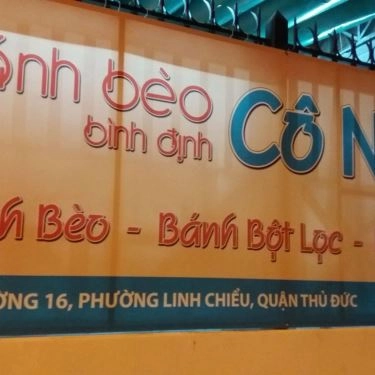 ánh bèo
bình định
CÔ N
h Bèo - Bánh Bột Lọc -
ỜNG 16, PHƯỜNG LINH CHIỂU, QUẬN THỦ ĐỨC